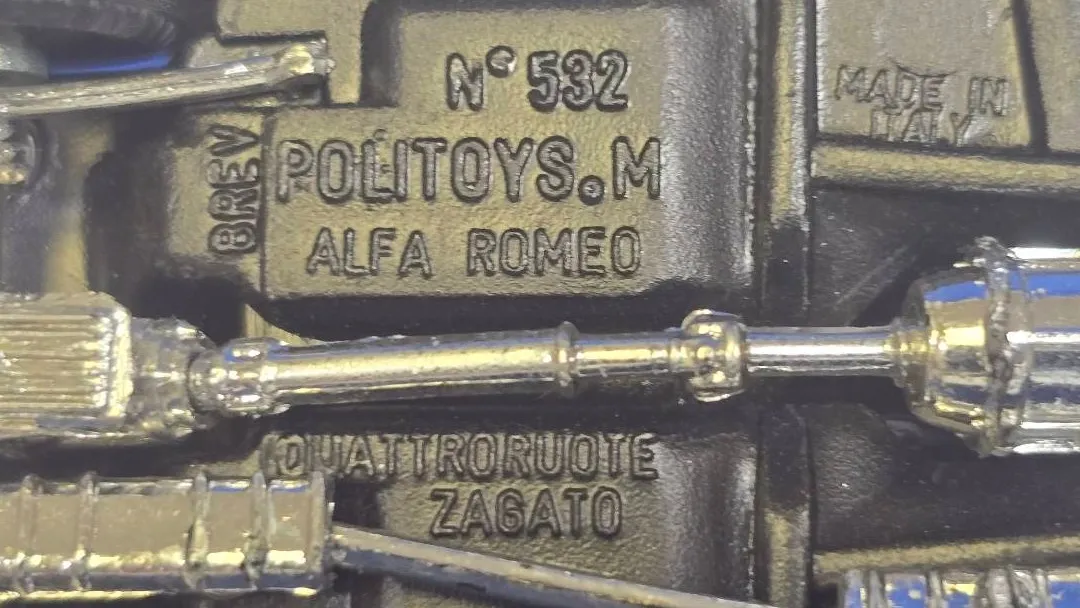 N° 532
POLITOYS.M
ALFA ROMEO
BREV
MADE IN
ITALY
QUATTRORUOTE
ZAGATO